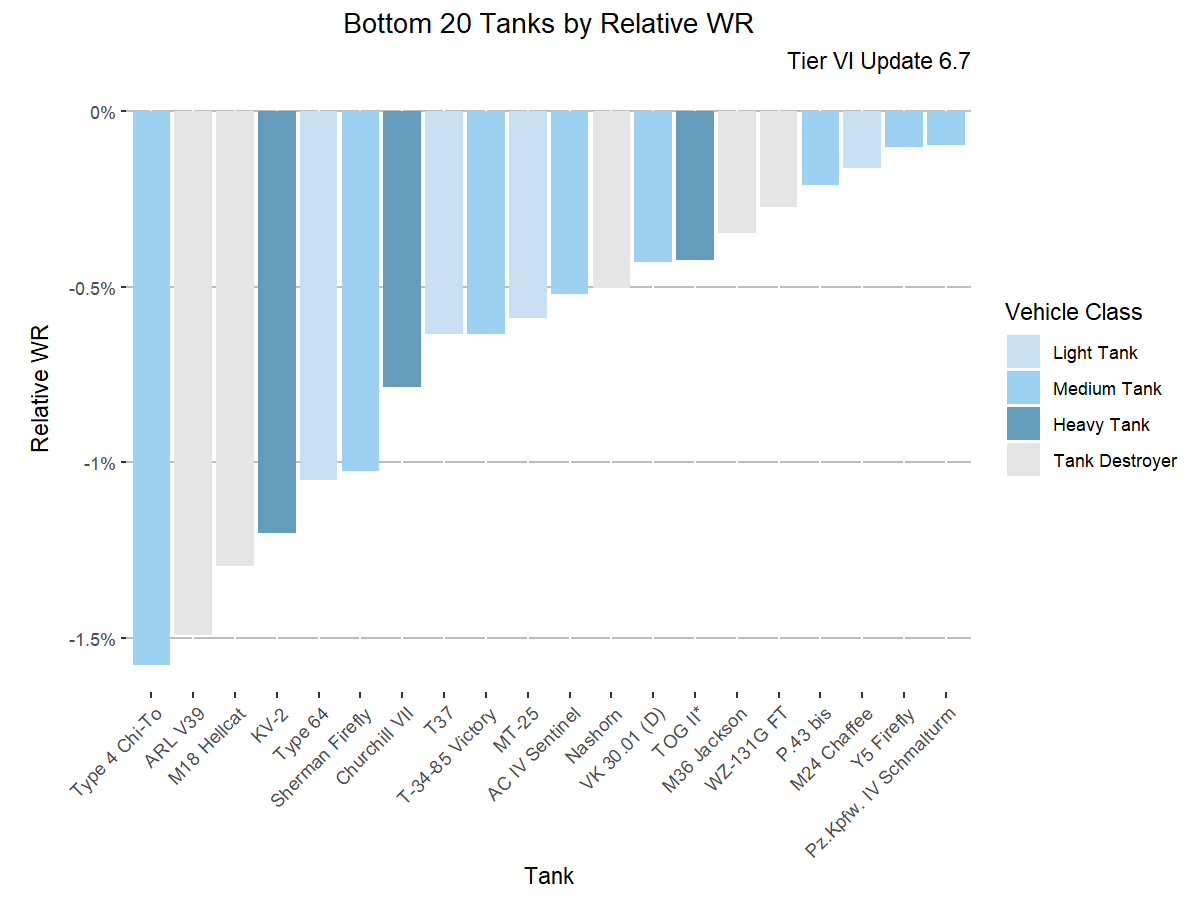 Bottom 20 Tanks by Relative WR
Tier VI Update 6.7
0%
-0.5%
-1%
-1.5%
Relative WR
Type 4 Chi-To
ARL V39
M18 Hellcat
KV-2
Type 64
Sherman Firefly
Churchill VII
T37
T-34-85 Victory
MT-25
AC IV Sentinel
Nashorn
VK 30.01 (D)
TOG II*
M36 Jackson
WZ-131G FT
P.43 bis
M24 Chaffee
Y5 Firefly
Pz.Kpfw. IV Schmalturm
Tank
Vehicle Class
Light Tank
Medium Tank
Heavy Tank
Tank Destroyer